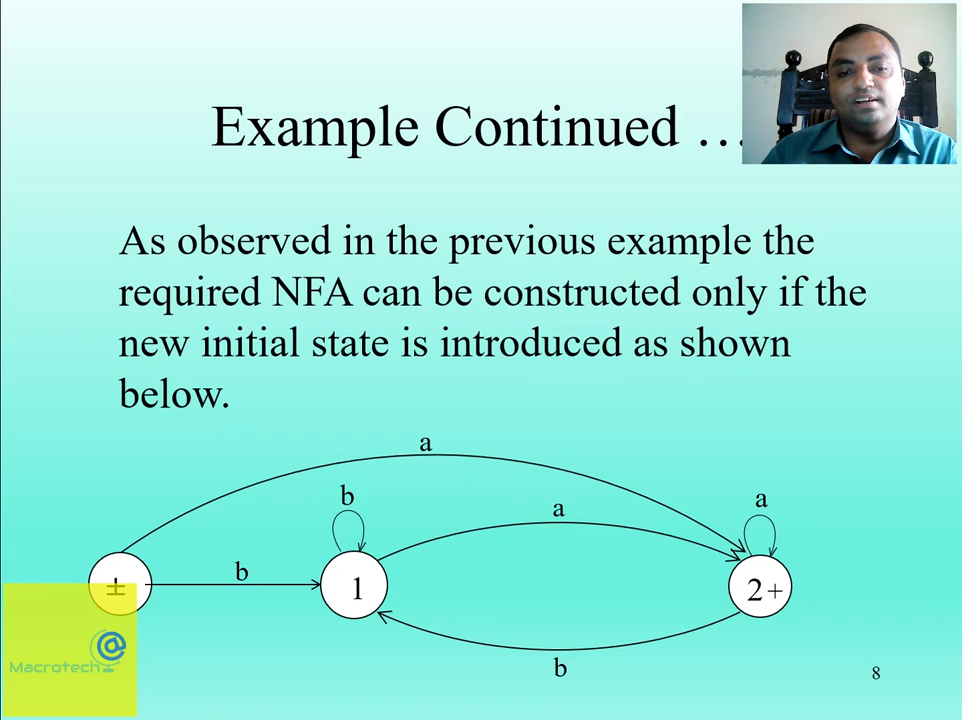 Example Continued …
As observed in the previous example the
required NFA can be constructed only if the
new initial state is introduced as shown
below.
a
b
a
a
±
b
1
2+
b
@
Macrotech
8